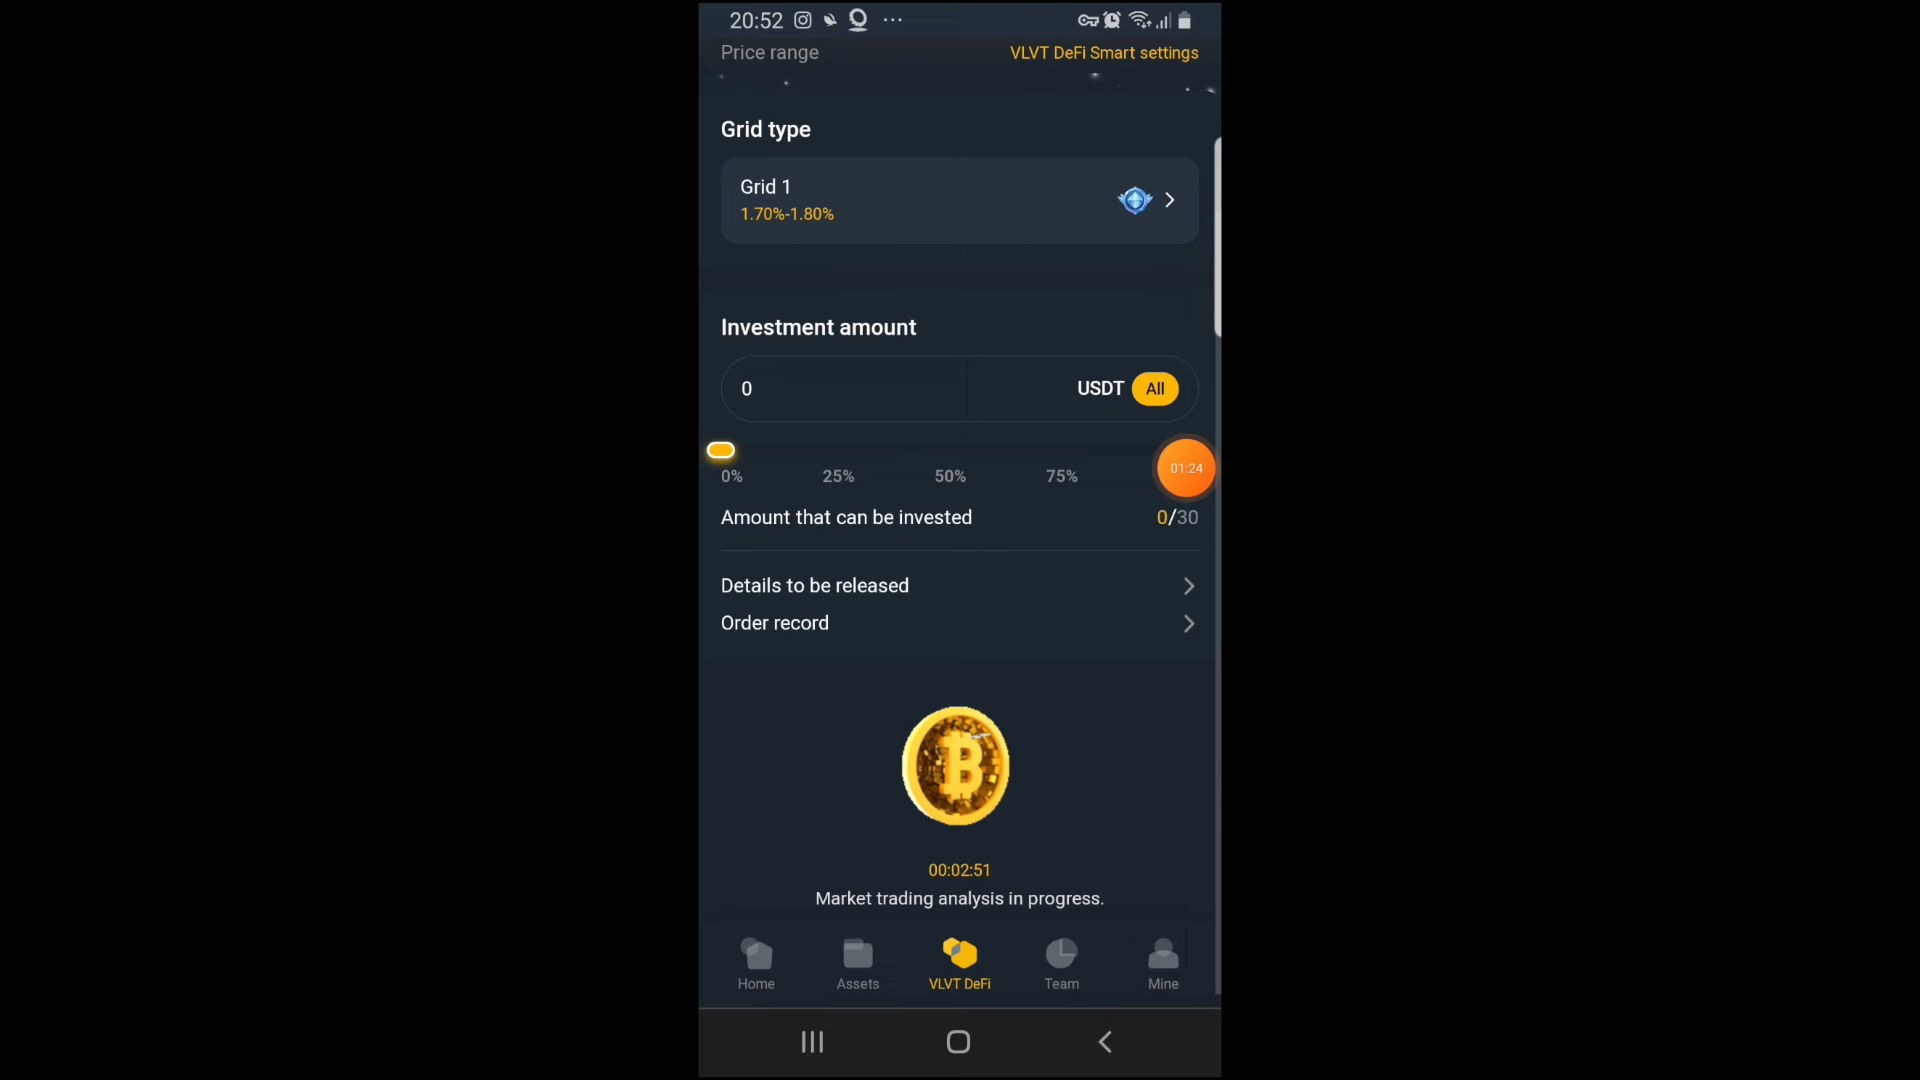 20:52
Price range
VLVT DeFi Smart settings
Grid type
Grid 1
1.70%-1.80%
Investment amount
0 USDT All
0% 25% 50% 75%
01:24
Amount that can be invested 0/30
Details to be released
Order record
00:02:51
Market trading analysis in progress.
Home Assets VLVT DeFi Team Mine